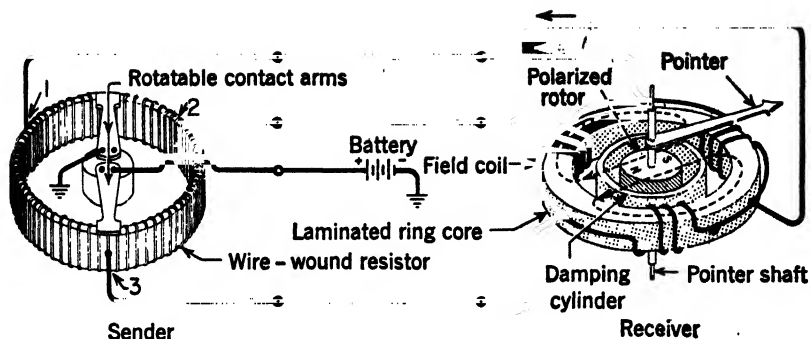 1
Rotatable contact arms
2
Polarized
rotor
Pointer
Battery
+
-
Field coil
Laminated ring core
Wire-wound resistor
3
Damping
cylinder
Pointer shaft
Sender
Receiver